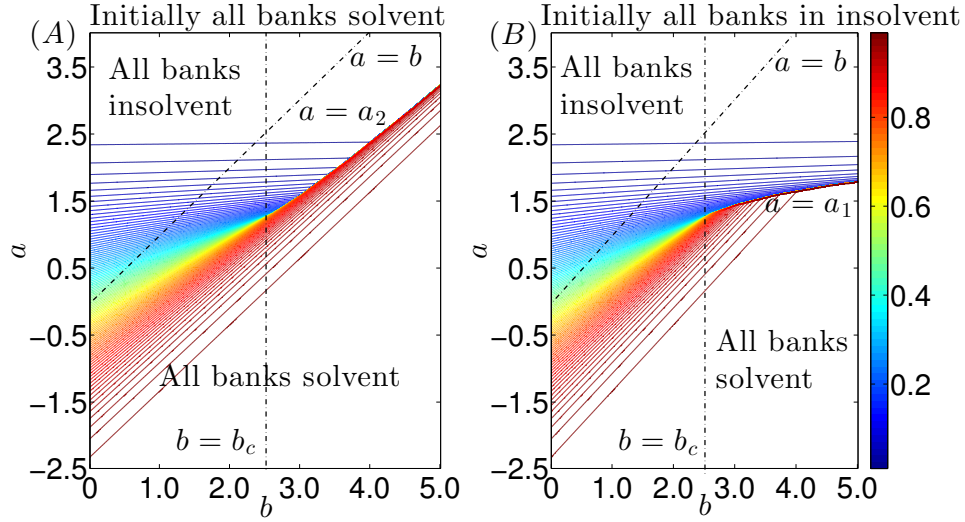 Initially all banks solvent
Initially all banks in insolvent
(A)
All banks
insolvent
a = b
a = a₂
All banks solvent
b = b_c
3.5
2.5
1.5
0.5
−0.5
−1.5
−2.5
a
0
1.0
2.0
3.0
4.0
5.0
b
(B)
All banks
insolvent
a = b
a = a₁
All banks
solvent
b = b_c
3.5
2.5
1.5
0.5
−0.5
−1.5
−2.5
a
0
1.0
2.0
3.0
4.0
5.0
b
0.8
0.6
0.4
0.2